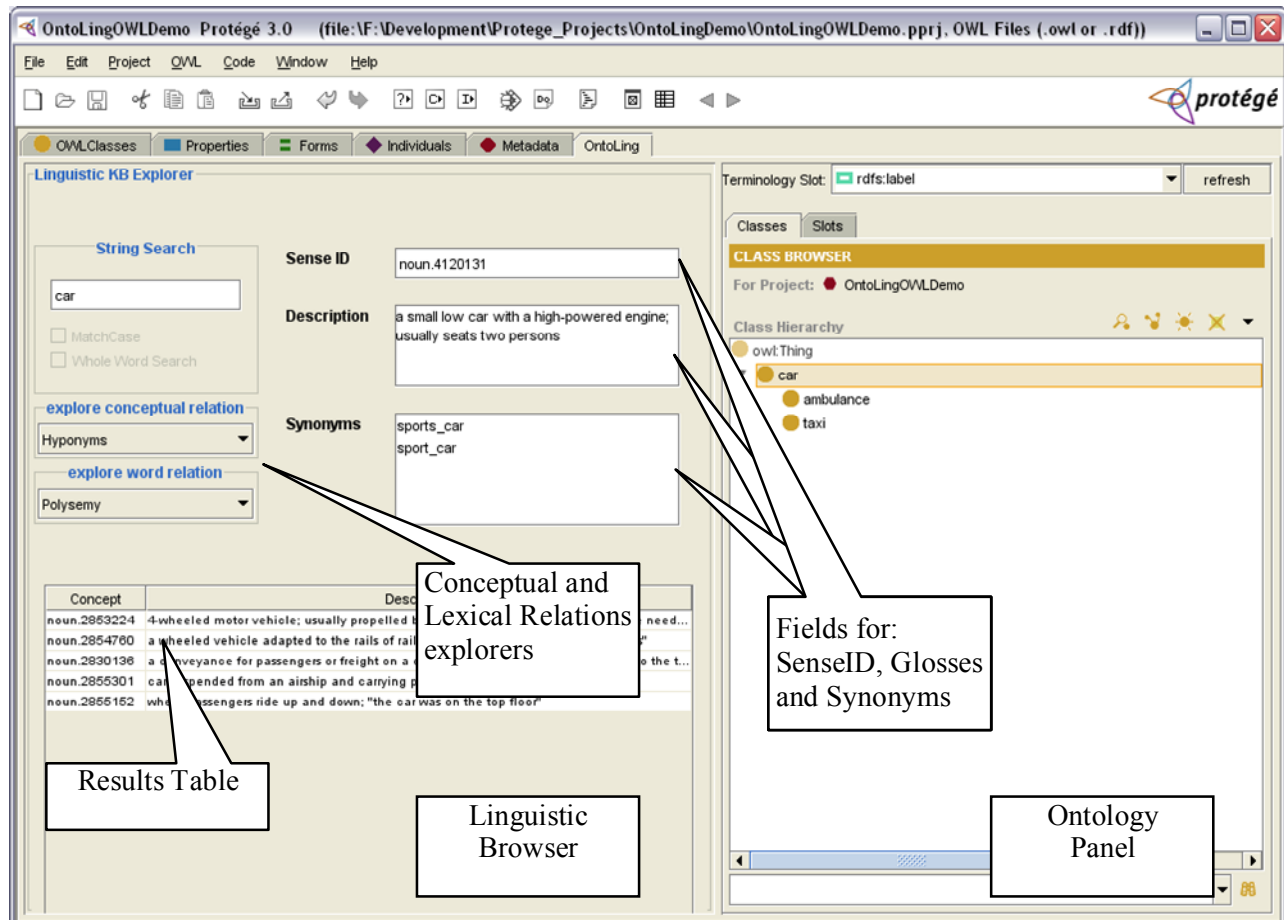 OntoLingOWLDemo Protégé 3.0 (file:\F:\Development\Protege_Projects\OntoLingDemo\OntoLingOWLDemo.pprj, OWL Files (.owl or .rdf))
File Edit Project OWL Code Window Help
protégé
OWLClasses Properties Forms Individuals Metadata OntoLing
Linguistic KB Explorer
String Search
car
MatchCase
Whole Word Search
explore conceptual relation
Hyponyms
explore word relation
Polysemy
Sense ID
noun.4120131
Description
a small low car with a high-powered engine;
usually seats two persons
Synonyms
sports_car
sport_car
Concept
noun.2853224 4-wheeled motor vehicle; usually propelled need...
noun.2854760 a wheeled vehicle adapted to the rails of
noun.2830136 a conveyance for passengers or freight on a to the t...
noun.2855301 suspended from an airship and carrying
noun.2855152 passengers ride up and down; "the car was on the top floor"
Conceptual and
Lexical Relations
explorers
Results Table
Linguistic
Browser
Terminology Slot: rdfs:label refresh
Classes Slots
CLASS BROWSER
For Project: OntoLingOWLDemo
Class Hierarchy
owl:Thing
car
ambulance
taxi
Fields for:
SenseID, Glosses
and Synonyms
Ontology
Panel